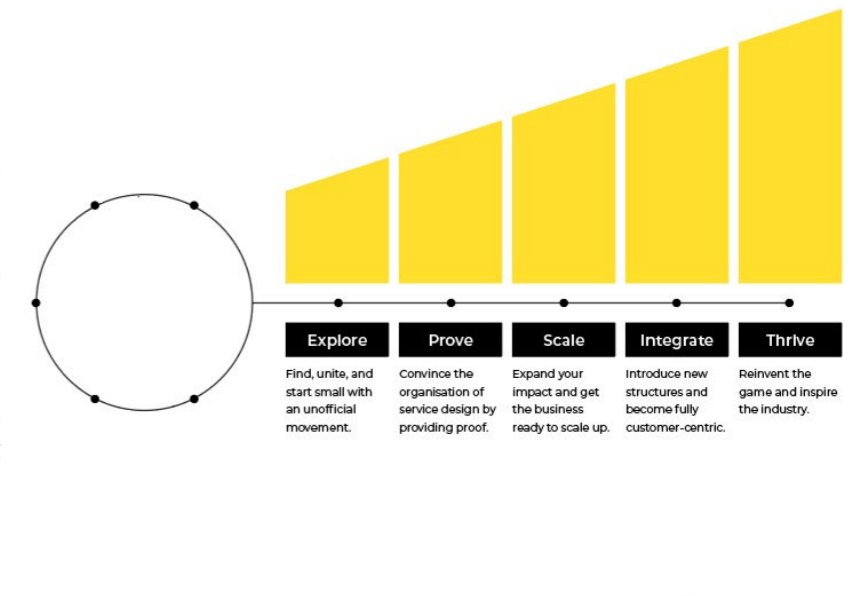 Explore
Find, unite, and
start small with
an unofficial
movement.
Prove
Convince the
organisation of
service design by
providing proof.
Scale
Expand your
impact and get
the business
ready to scale up.
Integrate
Introduce new
structures and
become fully
customer-centric.
Thrive
Reinvent the
game and inspire
the industry.